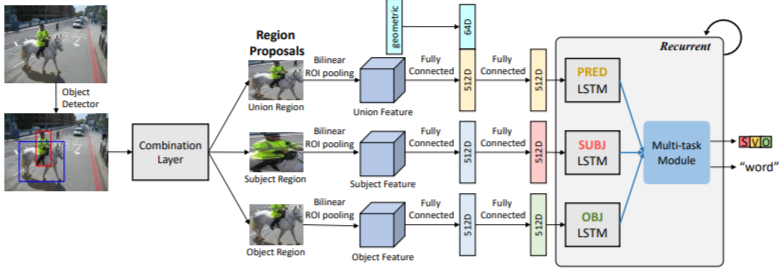 geometric
64D
Recurrent
Region
Proposals
Bilinear
ROI pooling
Fully
Connected
Fully
Connected
512D
512D
PRED
LSTM
Union Region
Union Feature
Object
Detector
Combination
Layer
Bilinear
ROI pooling
Fully
Connected
Fully
Connected
512D
512D
SUBJ
LSTM
Multi-task
Module
S V O
"word"
Subject Region
Subject Feature
Bilinear
ROI pooling
Fully
Connected
Fully
Connected
512D
512D
OBJ
LSTM
Object Region
Object Feature